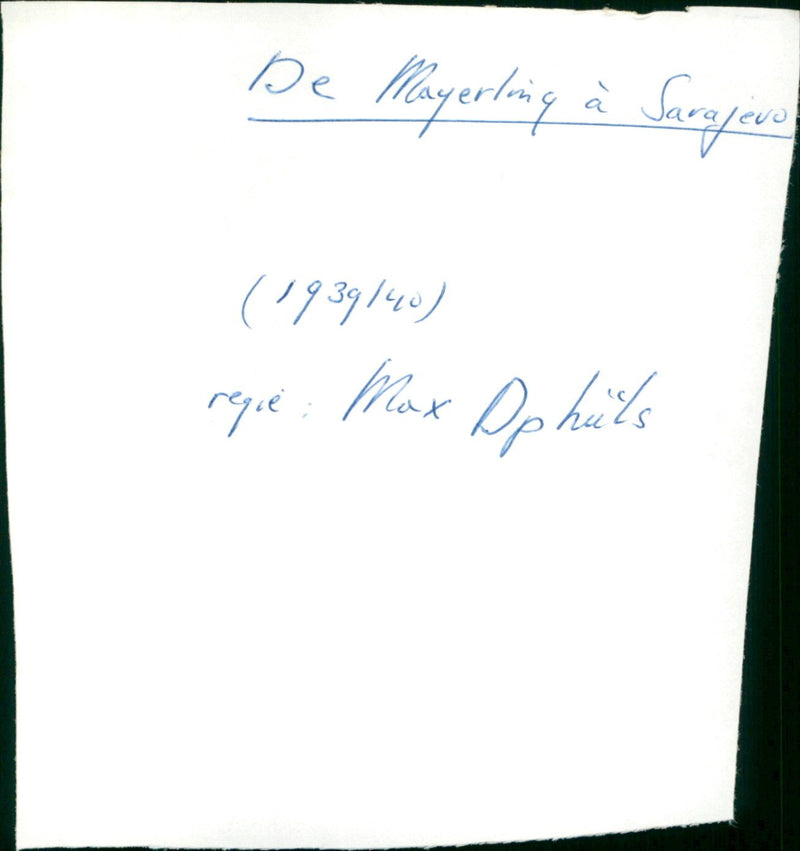 De Mayerling à Sarajevo
(1939/40)
regie: Max Ophüls